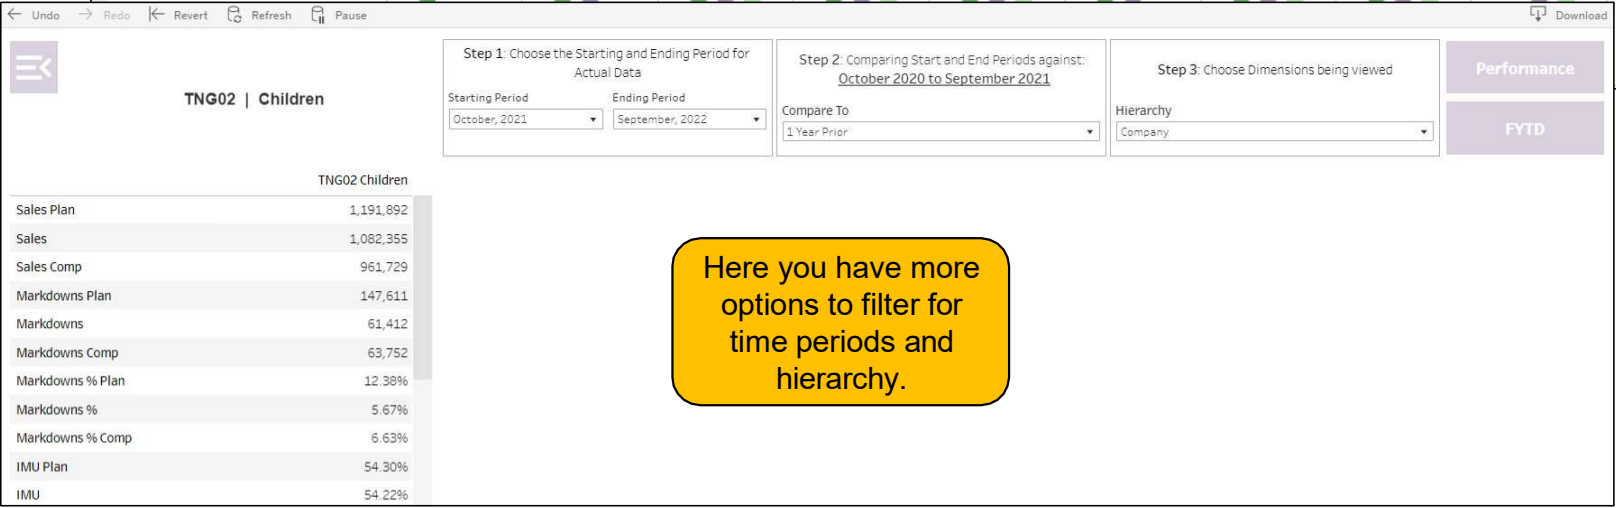 Undo Redo Revert Refresh Pause Download
Step 1: Choose the Starting and Ending Period for
Actual Data
Starting Period Ending Period
October, 2021 September, 2022
Step 2: Comparing Start and End Periods against:
October 2020 to September 2021
Compare To
1 Year Prior
Step 3: Choose Dimensions being viewed
Hierarchy
Company
Performance
FYTD
TNG02 | Children
TNG02 Children
Sales Plan 1,191,892
Sales 1,082,355
Sales Comp 961,729
Markdowns Plan 147,611
Markdowns 61,412
Markdowns Comp 63,752
Markdowns % Plan 12.38%
Markdowns % 5.67%
Markdowns % Comp 6.63%
IMU Plan 54.30%
IMU 54.22%
Here you have more
options to filter for
time periods and
hierarchy.